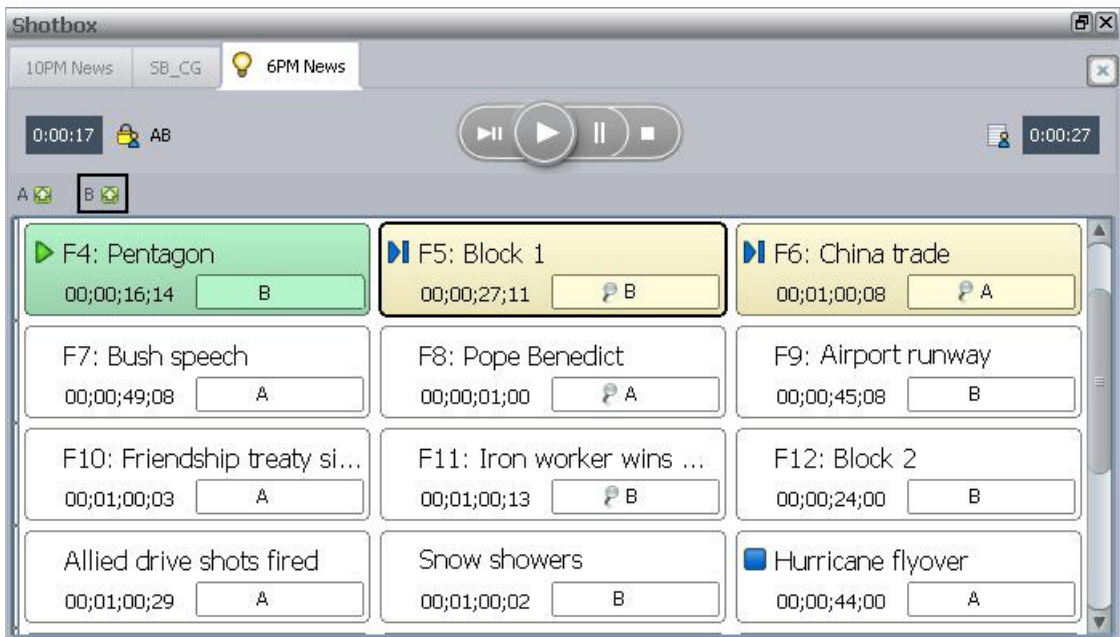 Shotbox
10PM News SB_CG 6PM News
0:00:17 AB 0:00:27
A B
F4: Pentagon F5: Block 1 F6: China trade
00;00;16;14 B 00;00;27;11 B 00;01;00;08 A
F7: Bush speech F8: Pope Benedict F9: Airport runway
00;00;49;08 A 00;00;01;00 A 00;00;45;08 B
F10: Friendship treaty si... F11: Iron worker wins ... F12: Block 2
00;01;00;03 A 00;01;00;13 B 00;00;24;00 B
Allied drive shots fired Snow showers Hurricane flyover
00;01;00;29 A 00;01;00;02 B 00;00;44;00 A